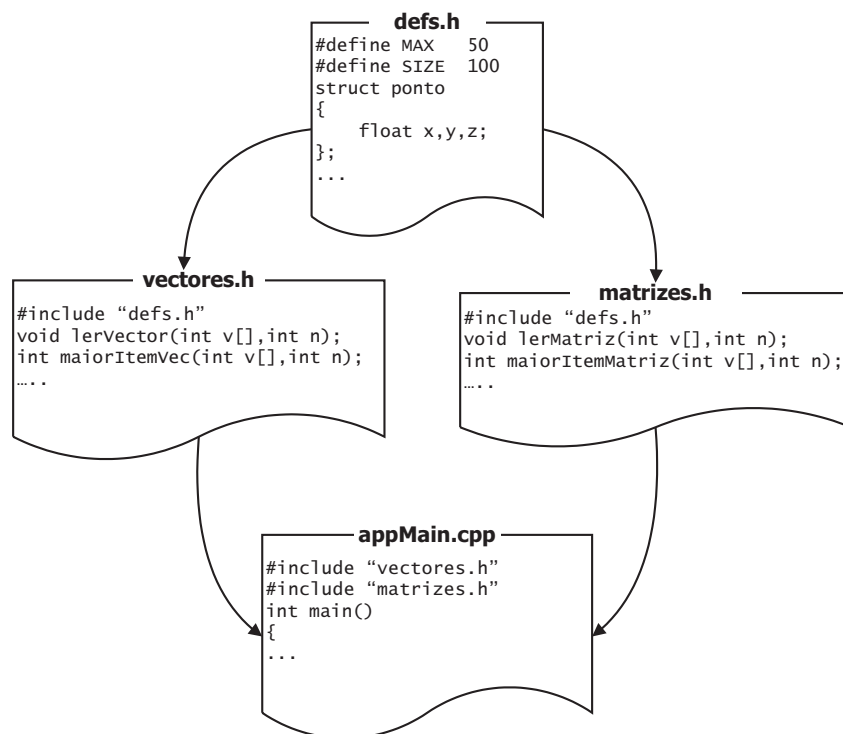 defs.h
#define MAX   50
#define SIZE  100
struct ponto
{
    float x,y,z;
};
...
vectores.h
#include “defs.h”
void lerVector(int v[],int n);
int maiorItemVec(int v[],int n);
…..
matrizes.h
#include “defs.h”
void lerMatriz(int v[],int n);
int maiorItemMatriz(int v[],int n);
…..
appMain.cpp
#include “vectores.h”
#include “matrizes.h”
int main()
{
...